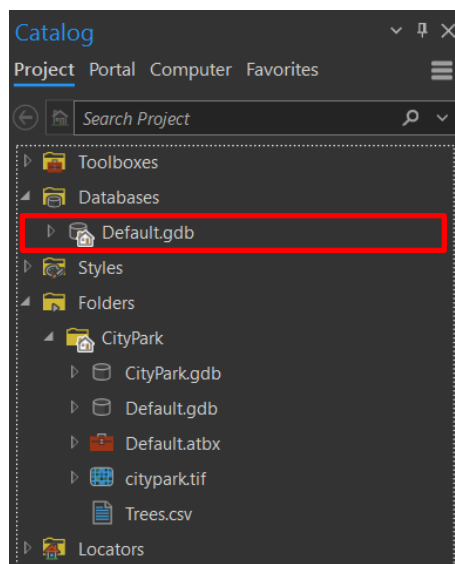 Catalog
Project Portal Computer Favorites
Search Project
Toolboxes
Databases
Default.gdb
Styles
Folders
CityPark
CityPark.gdb
Default.gdb
Default.atbx
citypark.tif
Trees.csv
Locators